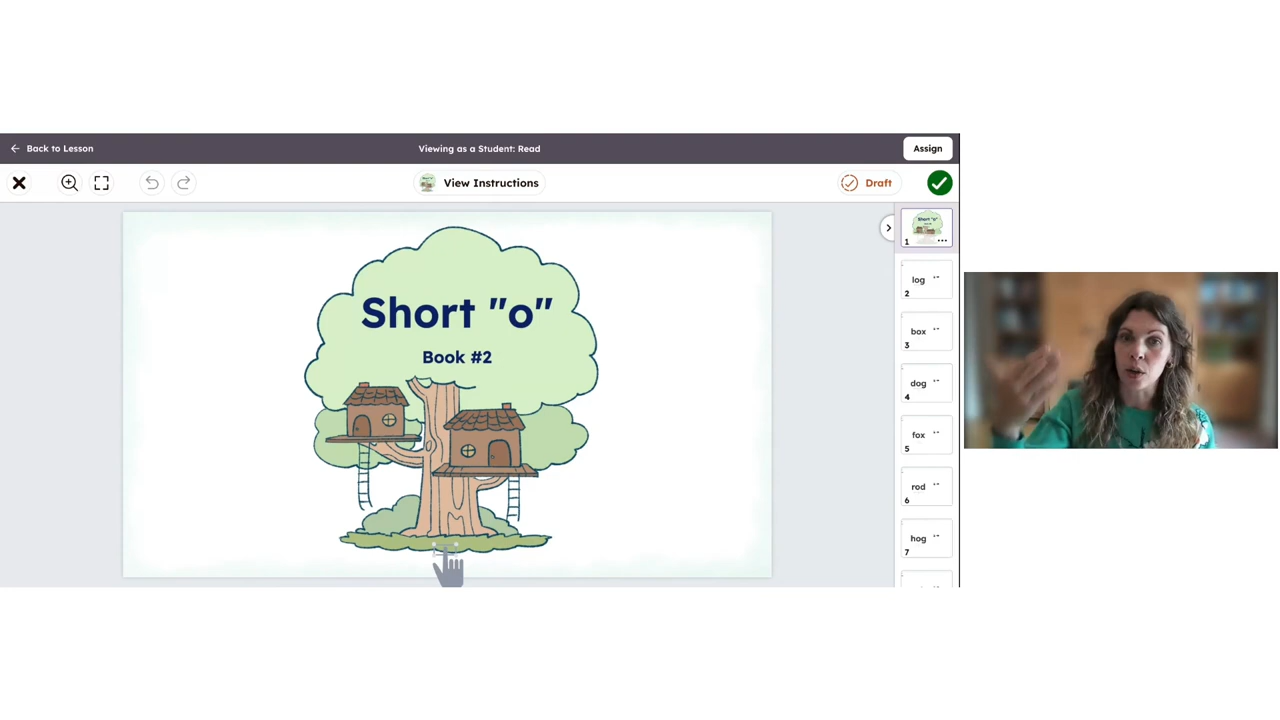 Back to Lesson
Viewing as a Student: Read
Assign
View Instructions
Draft
Short "o"
Book #2
Short "o"
1
log
2
box
3
dog
4
fox
5
rod
6
hog
7